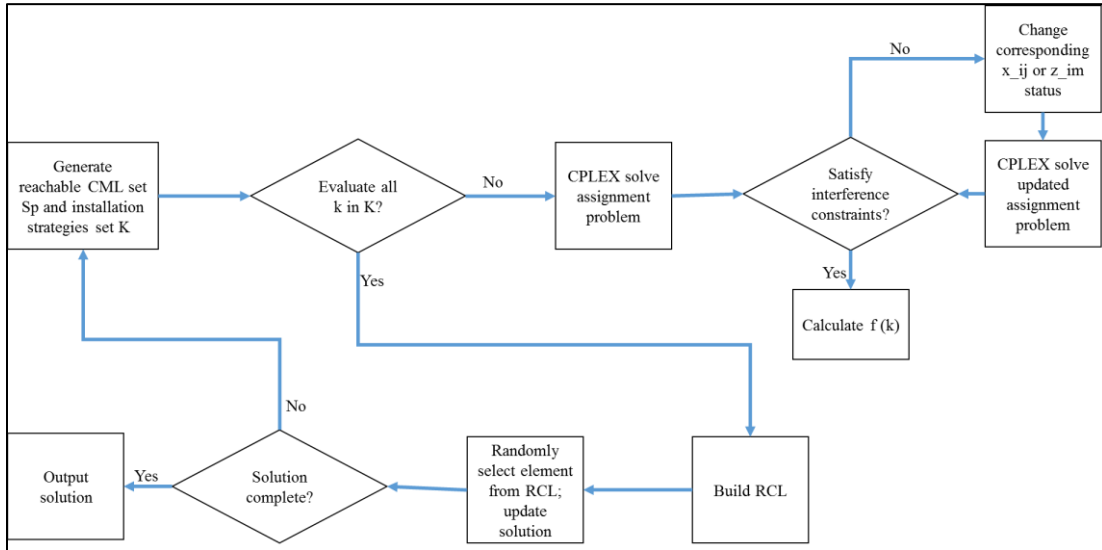 Change
corresponding
x_ij or z_im
status
No
Generate
reachable CML set
Sp and installation
strategies set K
Evaluate all
k in K?
No
CPLEX solve
assignment
problem
Satisfy
interference
constraints?
CPLEX solve
updated
assignment
problem
Yes
Yes
Calculate f (k)
No
Output
solution
Yes
Solution
complete?
Randomly
select element
from RCL;
update
solution
Build RCL